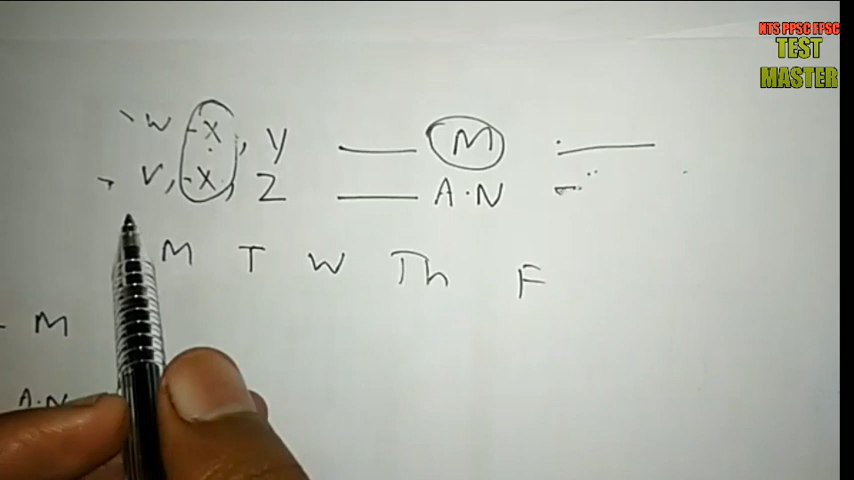 NTS PPSC FPSC
TEST
MASTER
W - X, Y — M
V, - X, Z — A.N
M T W Th F
- M
A.N